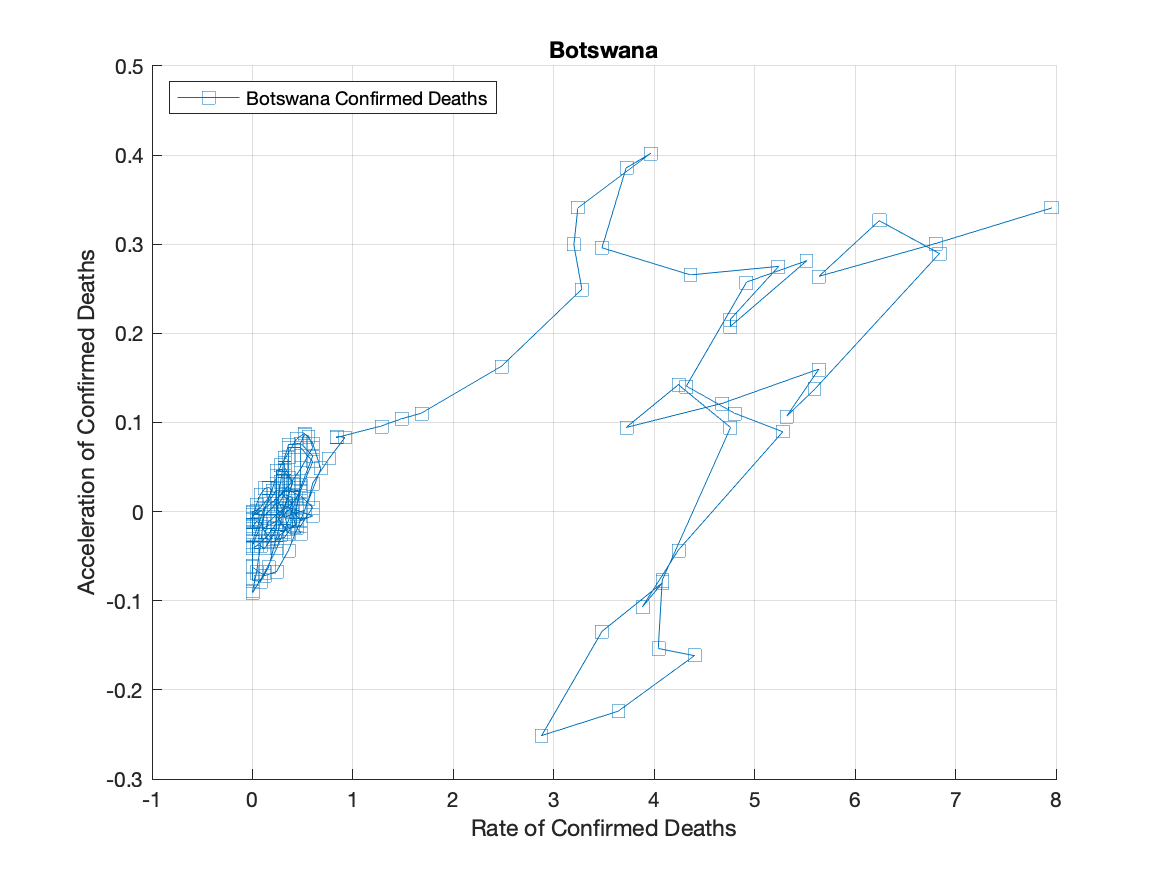 Botswana
Botswana Confirmed Deaths
0.5
0.4
0.3
0.2
0.1
0
-0.1
-0.2
-0.3
Acceleration of Confirmed Deaths
-1 0 1 2 3 4 5 6 7 8
Rate of Confirmed Deaths